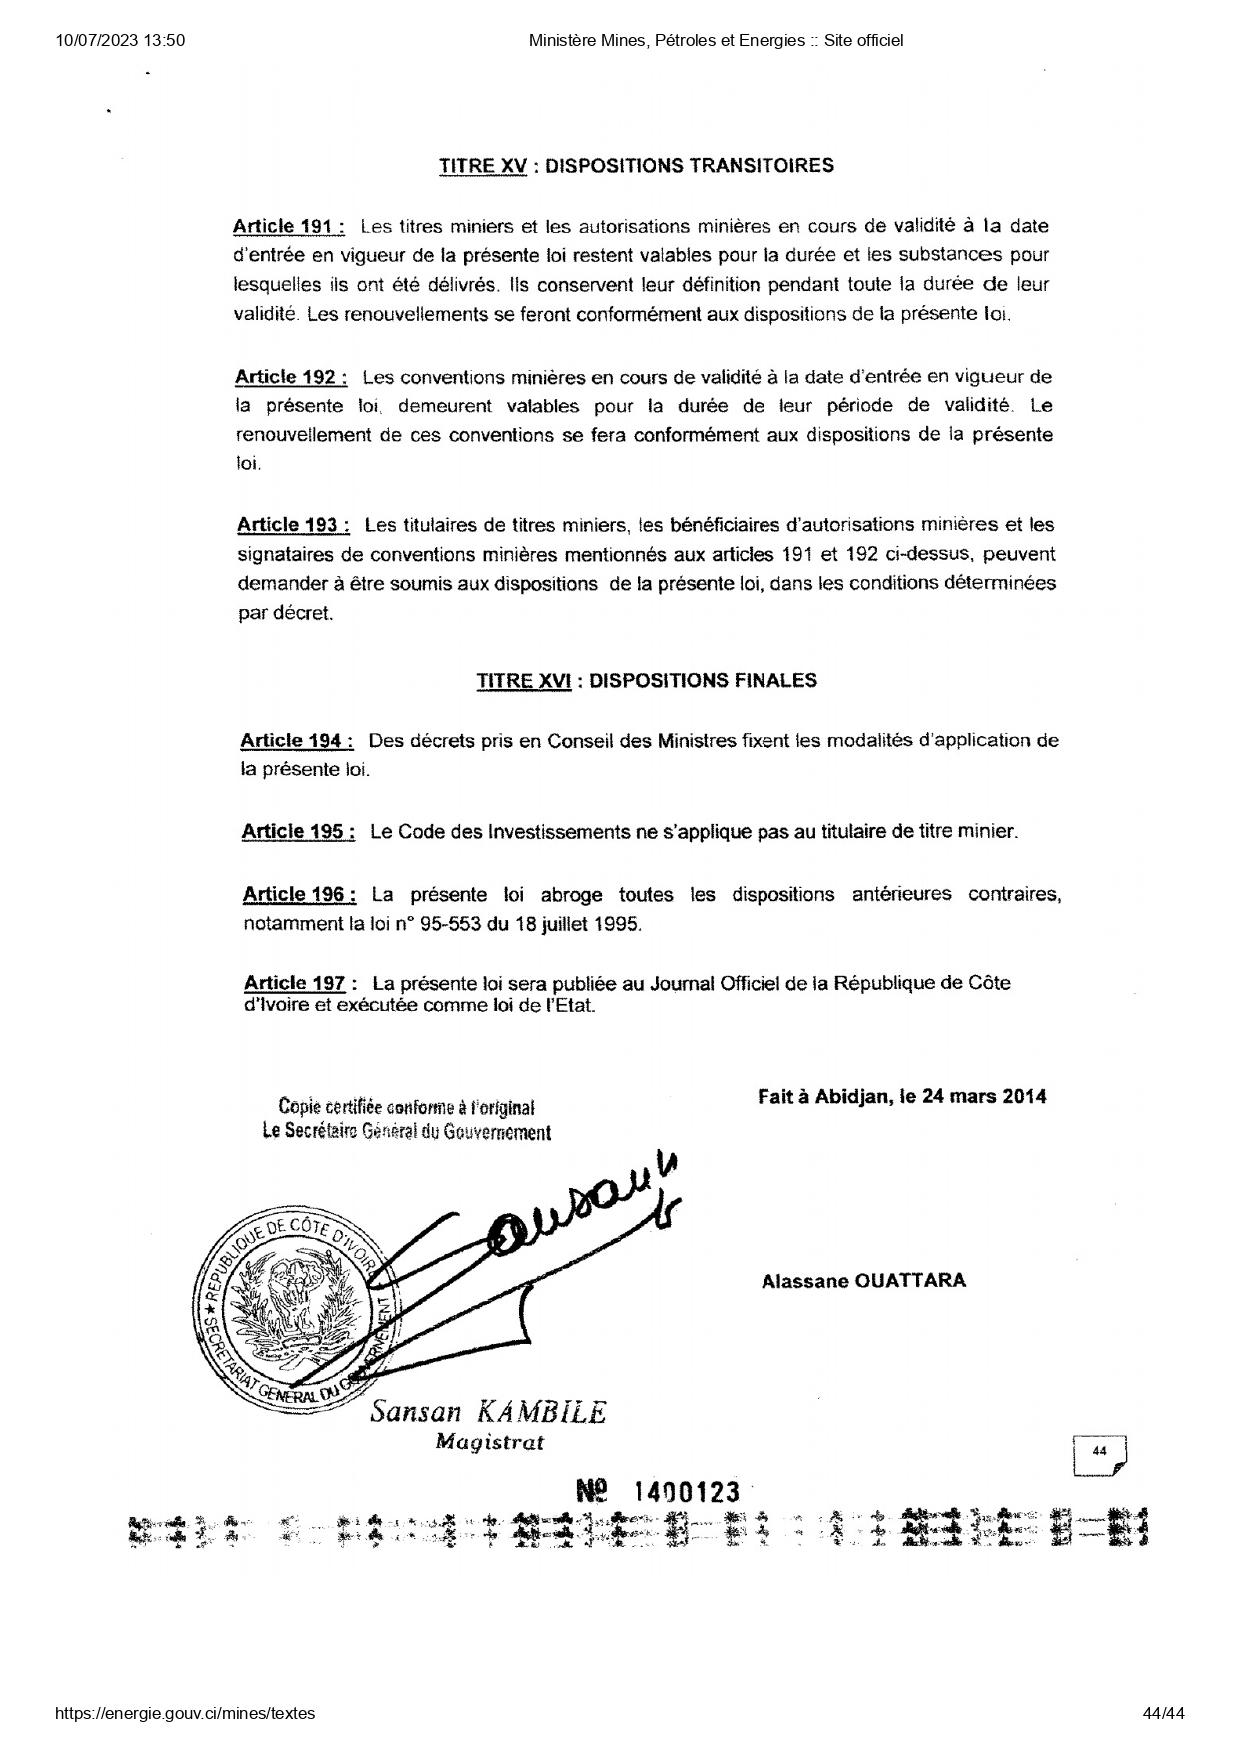 10/07/2023 13:50
Ministère Mines, Pétroles et Energies :: Site officiel
TITRE XV : DISPOSITIONS TRANSITOIRES
Article 191 : Les titres miniers et les autorisations minières en cours de validité à la date
d'entrée en vigueur de la présente loi restent valables pour la durée et les substances pour
lesquelles ils ont été délivrés. Ils conservent leur définition pendant toute la durée de leur
validité. Les renouvellements se feront conformément aux dispositions de la présente loi.
Article 192 : Les conventions minières en cours de validité à la date d'entrée en vigueur de
la présente loi, demeurent valables pour la durée de leur période de validité. Le
renouvellement de ces conventions se fera conformément aux dispositions de la présente
loi.
Article 193 : Les titulaires de titres miniers, les bénéficiaires d'autorisations minières et les
signataires de conventions minières mentionnés aux articles 191 et 192 ci-dessus, peuvent
demander à être soumis aux dispositions de la présente loi, dans les conditions déterminées
par décret.
TITRE XVI : DISPOSITIONS FINALES
Article 194 : Des décrets pris en Conseil des Ministres fixent les modalités d'application de
la présente loi.
Article 195 : Le Code des Investissements ne s'applique pas au titulaire de titre minier.
Article 196 : La présente loi abroge toutes les dispositions antérieures contraires,
notamment la loi n° 95-553 du 18 juillet 1995.
Article 197 : La présente loi sera publiée au Journal Officiel de la République de Côte
d'Ivoire et exécutée comme loi de l'Etat.
Fait à Abidjan, le 24 mars 2014
Copie certifiée conforme à l'original
Le Secrétaire Général du Gouvernement
REPUBLIQUE DE CÔTE D'IVOIRE
SECRETARIAT GENERAL DU GOUVERNEMENT
Alassane OUATTARA
Sansan KAMBILE
Magistrat
44
Nº 1400123
https://energie.gouv.ci/mines/textes
44/44